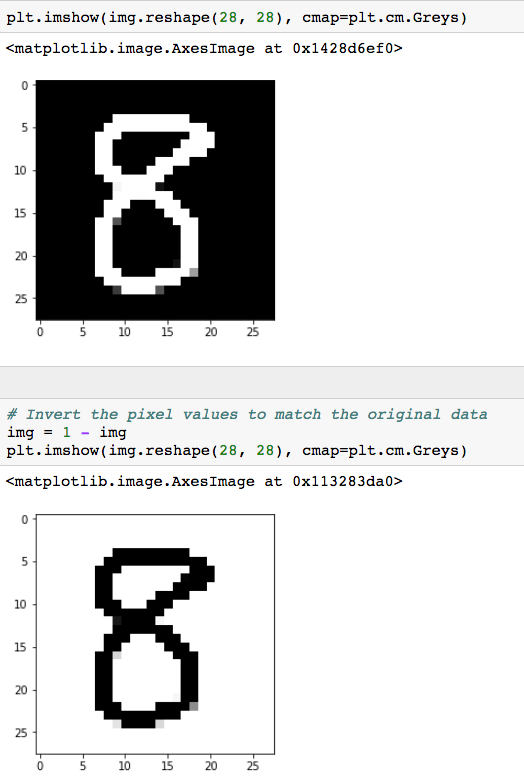 plt.imshow(img.reshape(28, 28), cmap=plt.cm.Greys)
<matplotlib.image.AxesImage at 0x1428d6ef0>
0
5
10
15
20
25
0 5 10 15 20 25
8
# Invert the pixel values to match the original data
img = 1 - img
plt.imshow(img.reshape(28, 28), cmap=plt.cm.Greys)
<matplotlib.image.AxesImage at 0x113283da0>
0
5
10
15
20
25
0 5 10 15 20 25
8